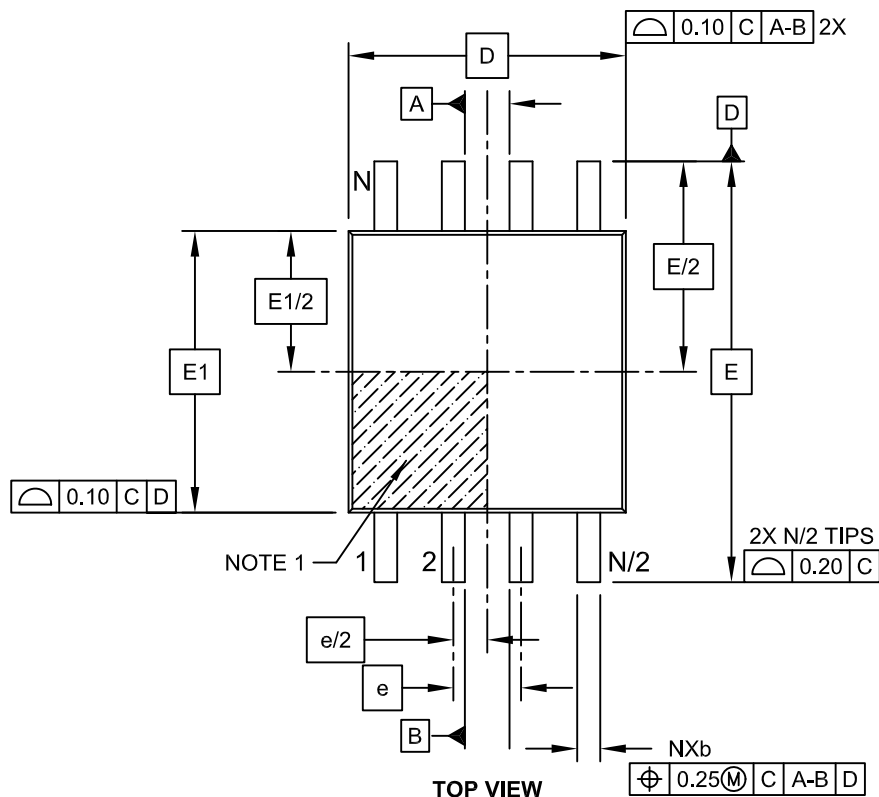 ⌓ 0.10 C A-B 2X
D
A
D
N
E/2
E1/2
E1
E
⌓ 0.10 C D
2X N/2 TIPS
NOTE 1
1
2
N/2
⌓ 0.20 C
e/2
e
B
NXb
TOP VIEW
⌖ 0.25Ⓜ C A-B D